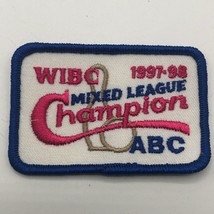 WIBC 1997-98
MIXED LEAGUE
Champion
ABC